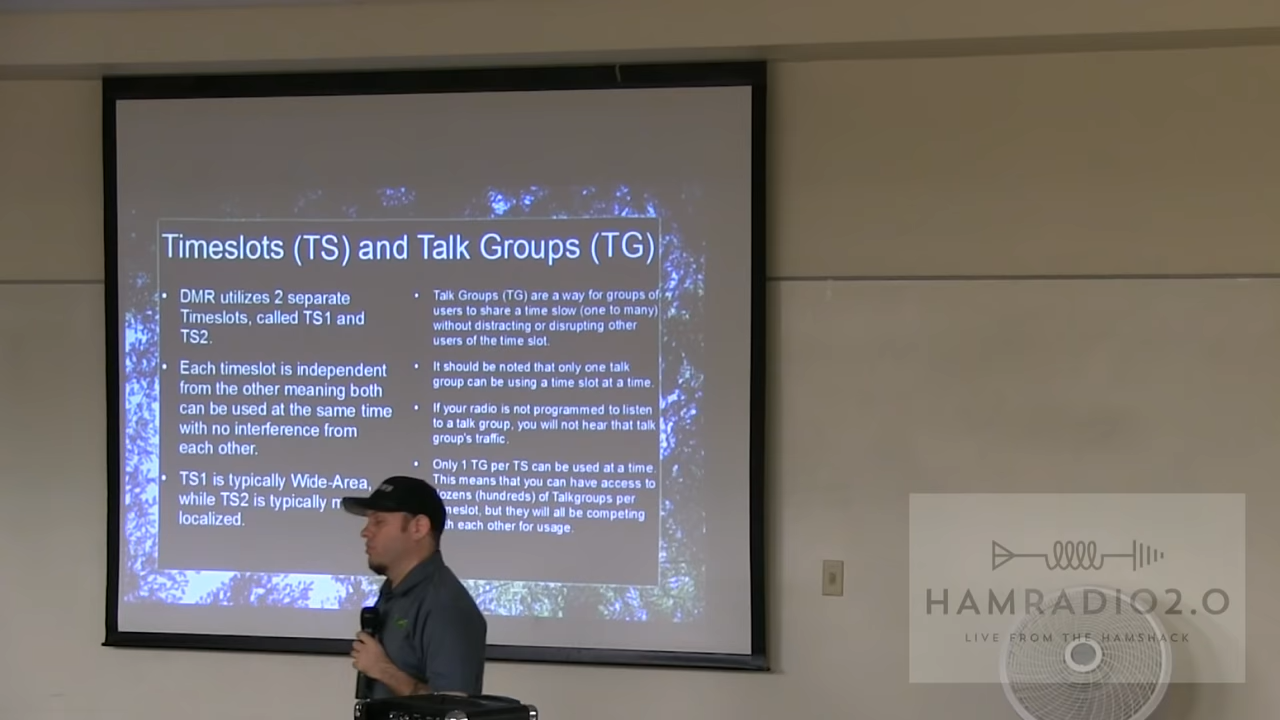 Timeslots (TS) and Talk Groups (TG)
• DMR utilizes 2 separate
Timeslots, called TS1 and
TS2.
• Each timeslot is independent
from the other meaning both
can be used at the same time
with no interference from
each other.
• TS1 is typically Wide-Area,
while TS2 is typically
localized.
• Talk Groups (TG) are a way for groups of
users to share a time slow (one to many)
without distracting or disrupting other
users of the time slot.
• It should be noted that only one talk
group can be using a time slot at a time.
• If your radio is not programmed to listen
to a talk group, you will not hear that talk
group's traffic.
• Only 1 TG per TS can be used at a time.
This means that you can have access to
(hundreds) of Talkgroups per
but they will all be competing
each other for usage.
HAMRADIO2.0
LIVE FROM THE HAMSHACK